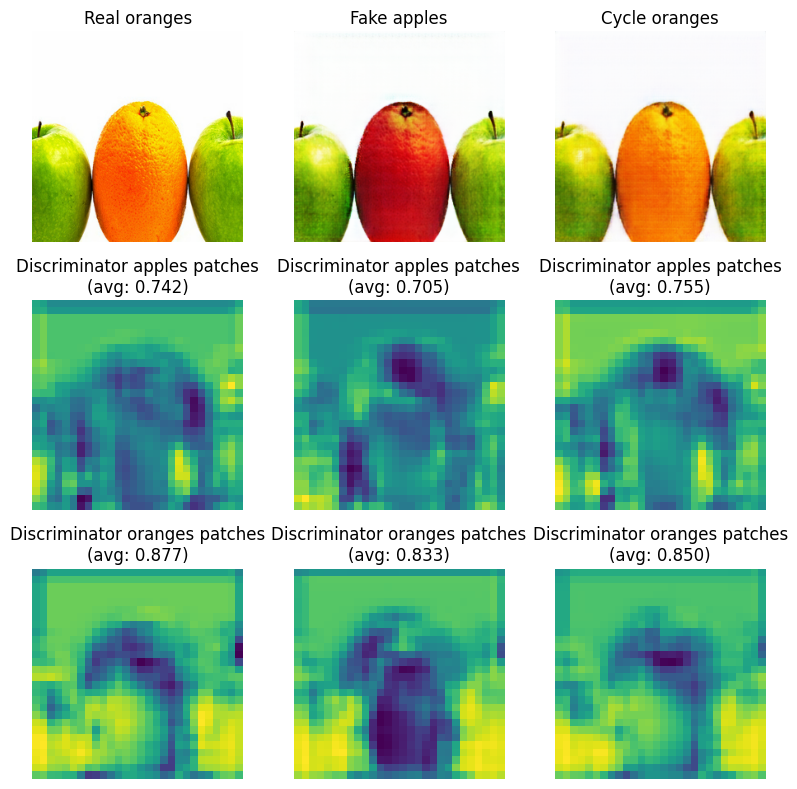 Real oranges
Fake apples
Cycle oranges
Discriminator apples patches
(avg: 0.742)
Discriminator apples patches
(avg: 0.705)
Discriminator apples patches
(avg: 0.755)
Discriminator oranges patches
(avg: 0.877)
Discriminator oranges patches
(avg: 0.833)
Discriminator oranges patches
(avg: 0.850)